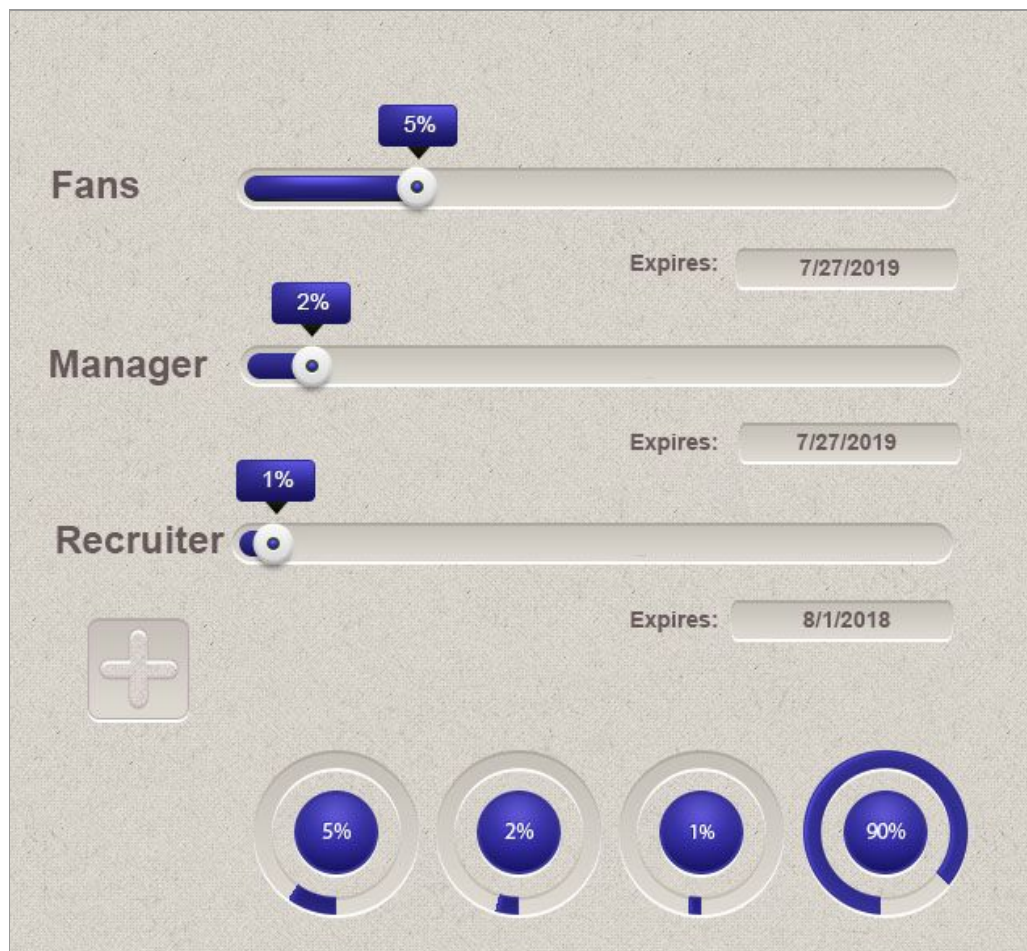 5%
Fans
Expires: 7/27/2019
2%
Manager
Expires: 7/27/2019
1%
Recruiter
Expires: 8/1/2018
5% 2% 1% 90%